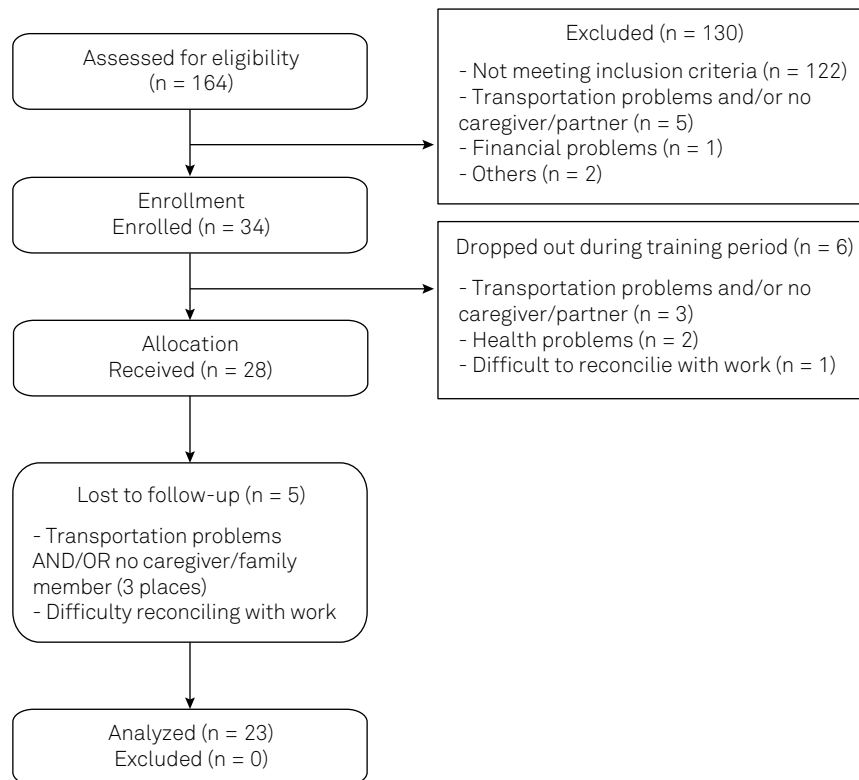 Assessed for eligibility
(n = 164)
Excluded (n = 130)
- Not meeting inclusion criteria (n = 122)
- Transportation problems and/or no
caregiver/partner (n = 5)
- Financial problems (n = 1)
- Others (n = 2)
Enrollment
Enrolled (n = 34)
Dropped out during training period (n = 6)
- Transportation problems and/or no
caregiver/partner (n = 3)
- Health problems (n = 2)
- Difficult to reconcilie with work (n = 1)
Allocation
Received (n = 28)
Lost to follow-up (n = 5)
- Transportation problems
AND/OR no caregiver/family
member (3 places)
- Difficulty reconciling with work
Analyzed (n = 23)
Excluded (n = 0)